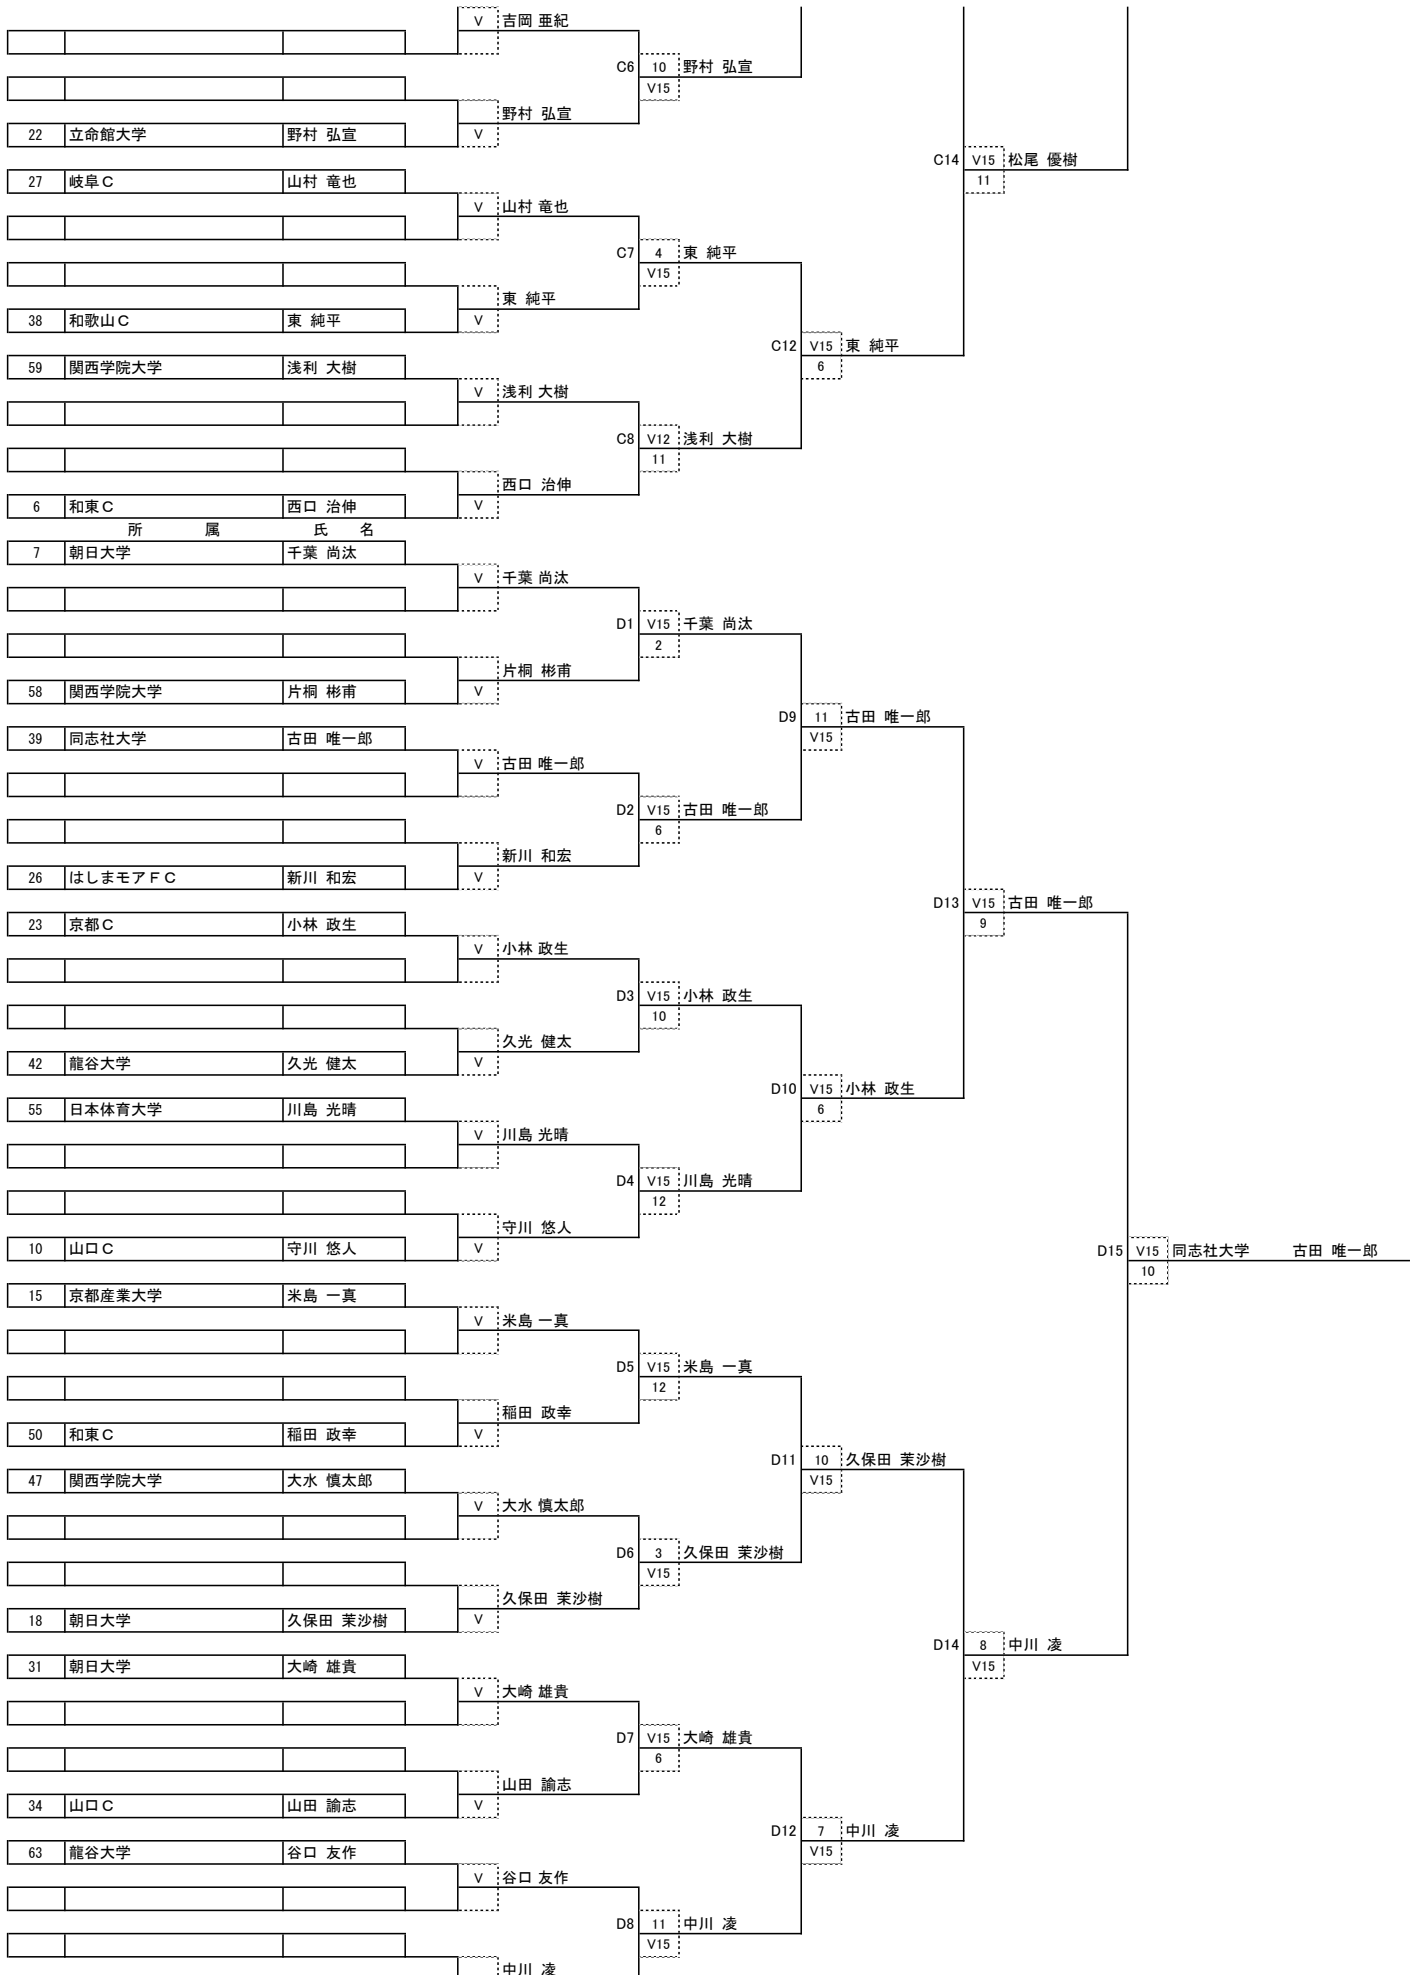 V 吉岡 亜紀
C6 10 野村 弘宣
V15
野村 弘宣
22 立命館大学 野村 弘宣 V
C14 V15 松尾 優樹
27 岐阜C 山村 竜也 11
V 山村 竜也
C7 4 東 純平
V15
東 純平
38 和歌山C 東 純平 V
C12 V15 東 純平
59 関西学院大学 浅利 大樹 6
V 浅利 大樹
C8 V12 浅利 大樹
11
西口 治伸
6 和東C 西口 治伸 V
所 属 氏 名
7 朝日大学 千葉 尚汰
V 千葉 尚汰
D1 V15 千葉 尚汰
2
片桐 彬甫
58 関西学院大学 片桐 彬甫 V
D9 11 古田 唯一郎
39 同志社大学 古田 唯一郎 V15
V 古田 唯一郎
D2 V15 古田 唯一郎
6
新川 和宏
26 はしまモアFC 新川 和宏 V
D13 V15 古田 唯一郎
23 京都C 小林 政生 9
V 小林 政生
D3 V15 小林 政生
10
久光 健太
42 龍谷大学 久光 健太 V
D10 V15 小林 政生
55 日本体育大学 川島 光晴 6
V 川島 光晴
D4 V15 川島 光晴
12
守川 悠人
10 山口C 守川 悠人 V
D15 V15 同志社大学 古田 唯一郎
10
15 京都産業大学 米島 一真
V 米島 一真
D5 V15 米島 一真
12
稲田 政幸
50 和東C 稲田 政幸 V
D11 10 久保田 茉沙樹
47 関西学院大学 大水 慎太郎 V15
V 大水 慎太郎
D6 3 久保田 茉沙樹
V15
久保田 茉沙樹
18 朝日大学 久保田 茉沙樹 V
D14 8 中川 凌
31 朝日大学 大崎 雄貴 V15
V 大崎 雄貴
D7 V15 大崎 雄貴
6
山田 諭志
34 山口C 山田 諭志 V
D12 7 中川 凌
63 龍谷大学 谷口 友作 V15
V 谷口 友作
D8 11 中川 凌
V15
中川 凌